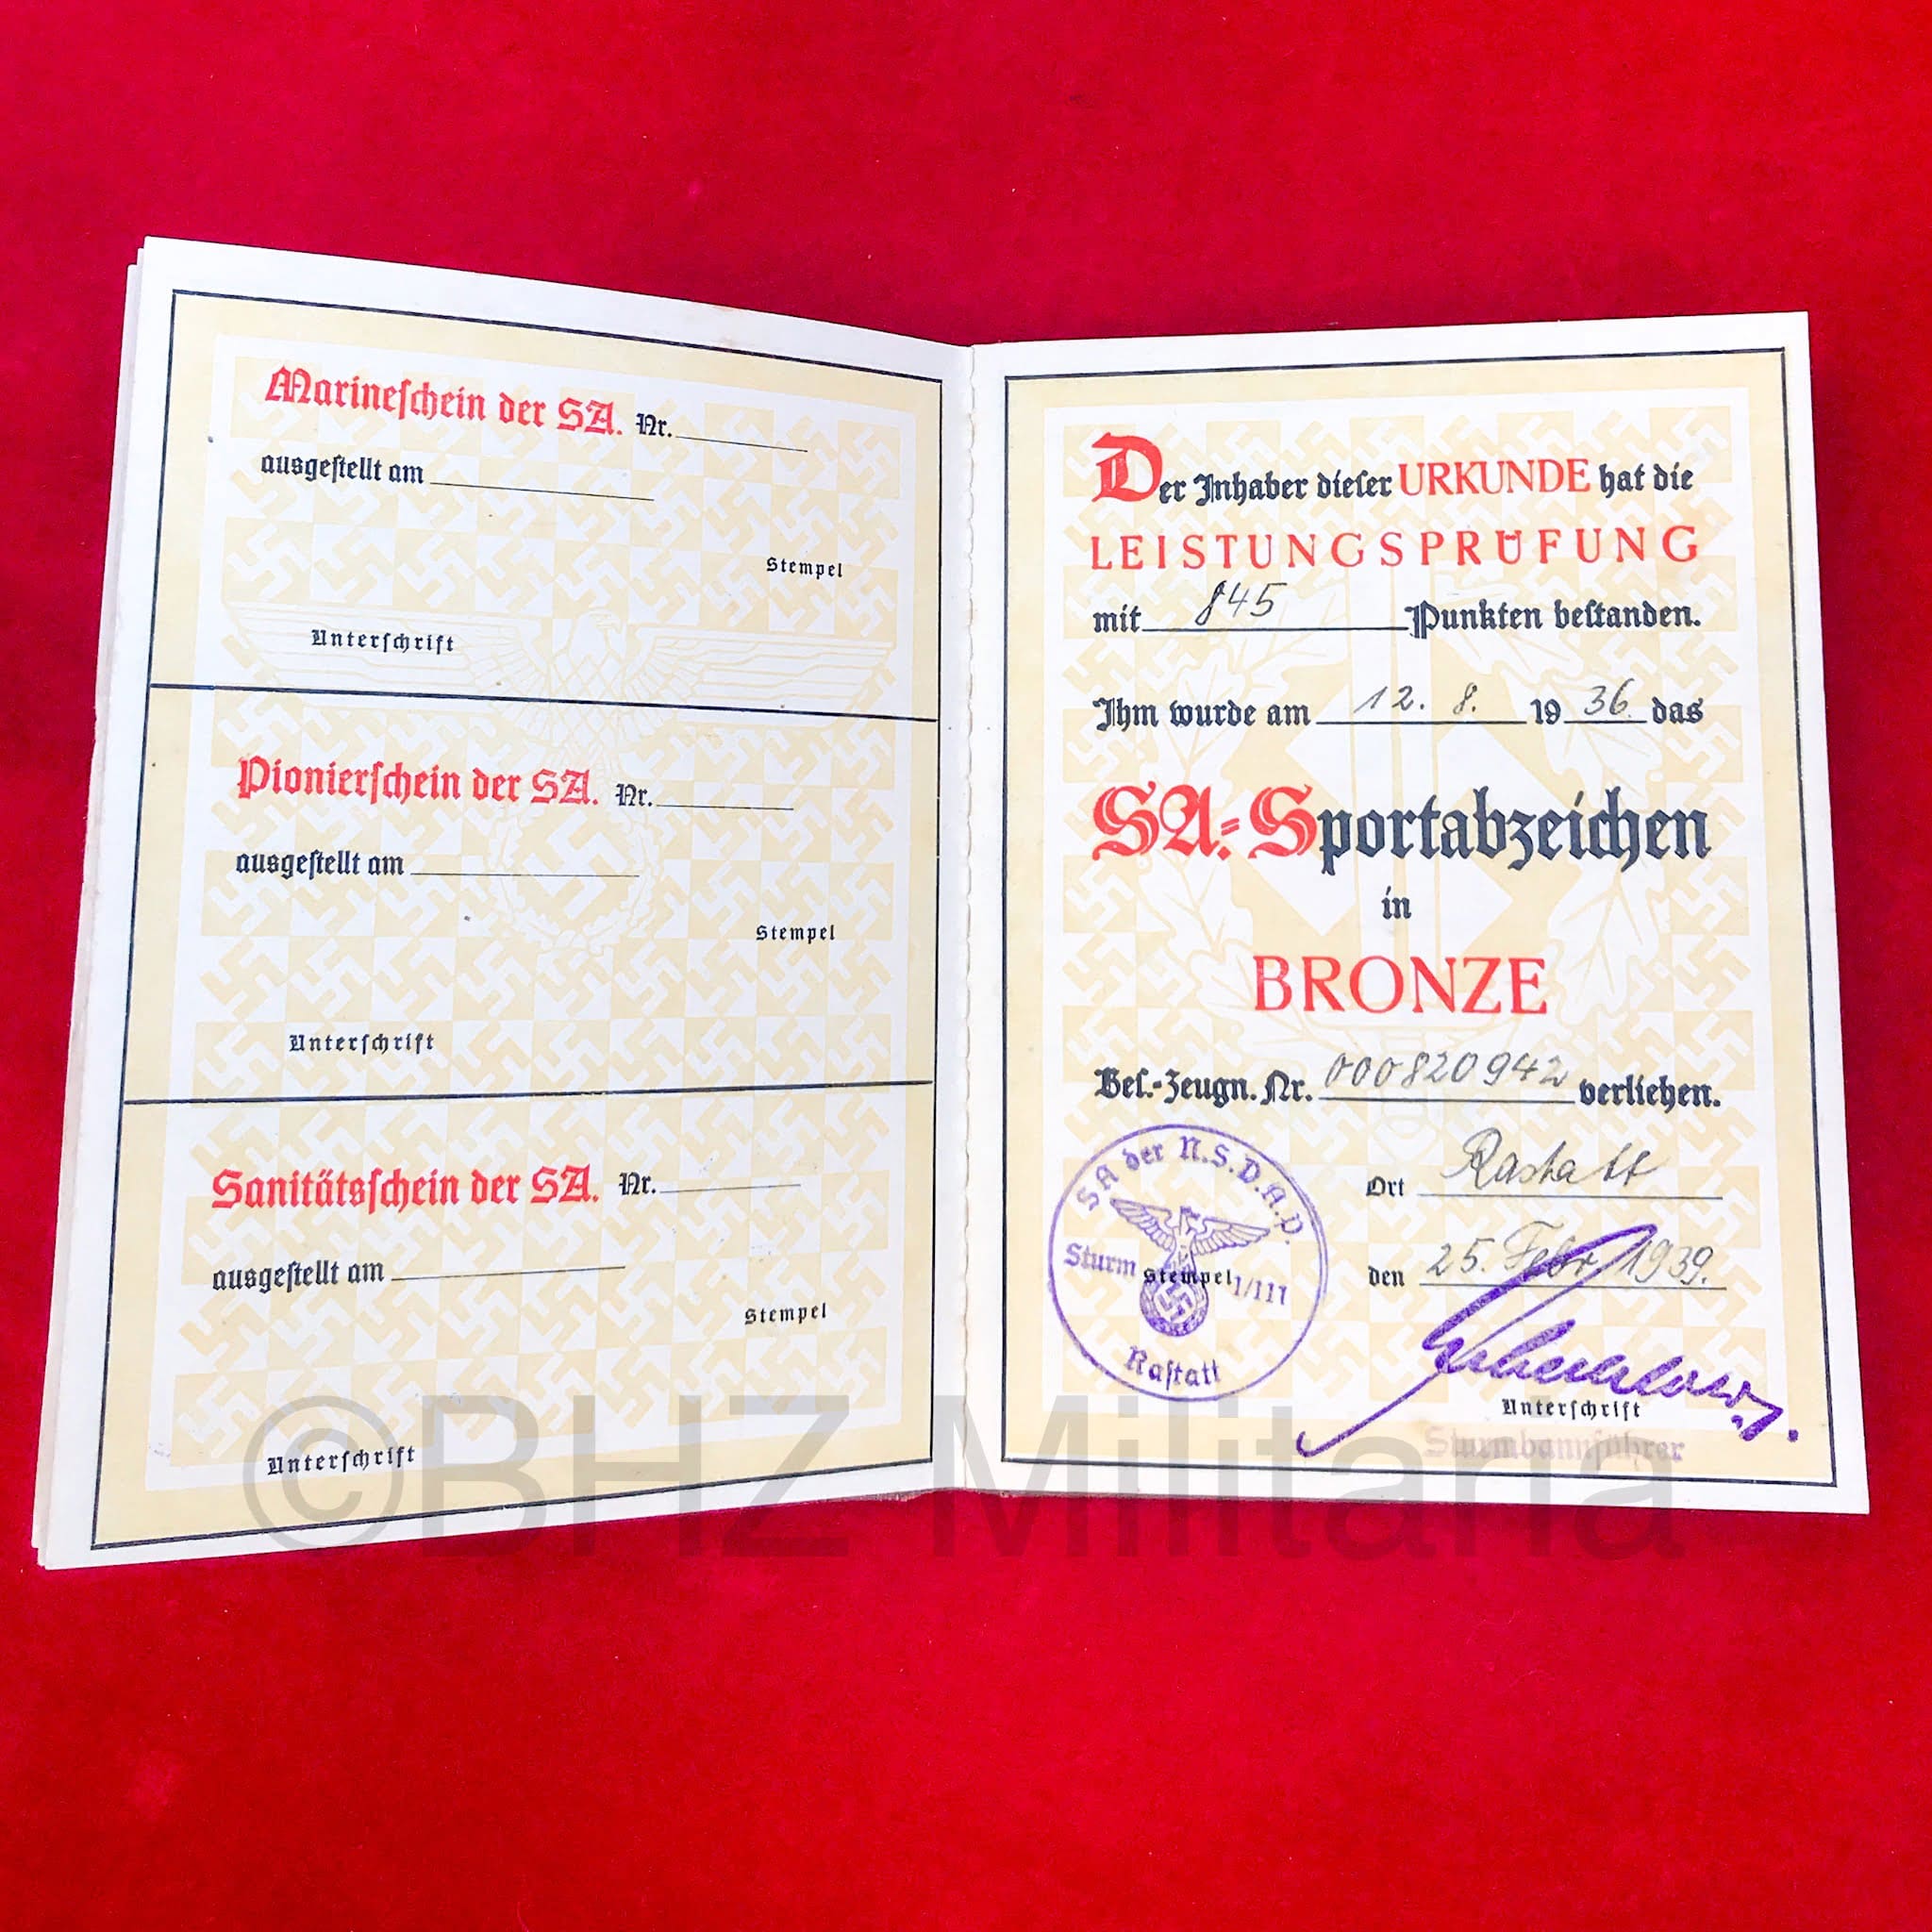 Marineschein der SA. Nr.
ausgestellt am
Stempel
Unterschrift
Pionierschein der SA. Nr.
ausgestellt am
Stempel
Unterschrift
Sanitätsschein der SA. Nr.
ausgestellt am
Stempel
Unterschrift
Der Inhaber dieser URKUNDE hat die
LEISTUNGSPRÜFUNG
mit 845 Punkten bestanden.
Ihm wurde am 12. 8. 1936 das
SA.-Sportabzeichen
in
BRONZE
Bes.-Zeugn. Nr. 000820942 verliehen.
Ort Rastatt
den 25. Febr. 1939.
SA der N.S.D.A.P.
Sturm 1/111
Stempel
Rastatt
Unterschrift
Sturmbannführer
©BHZ Militaria